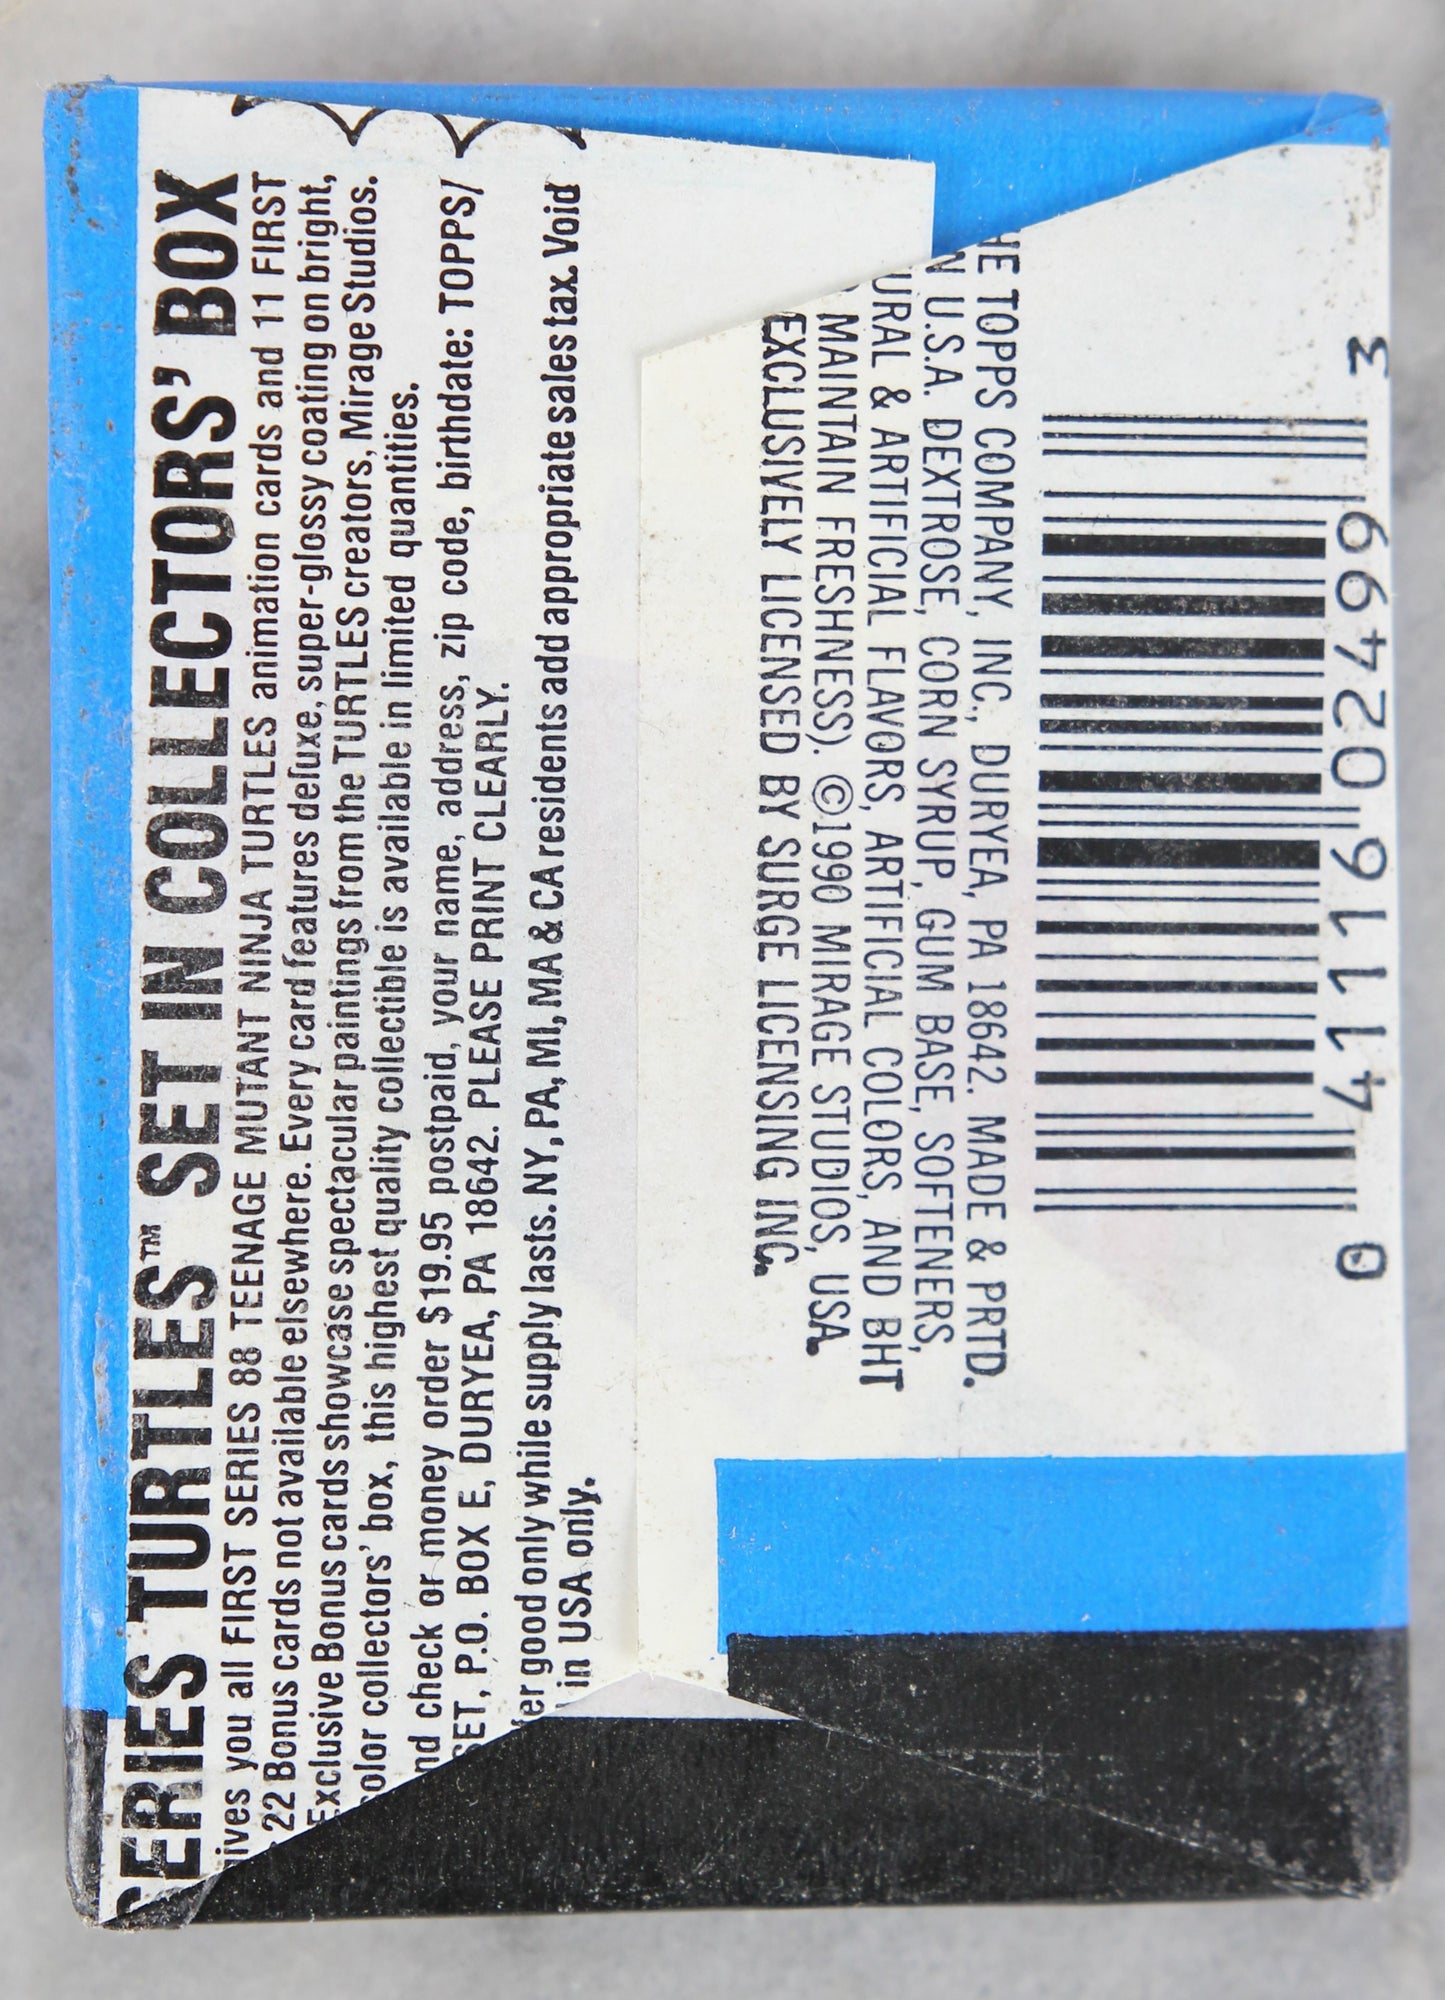 SERIES TURTLES™ SET IN COLLECTORS' BOX
ives you all FIRST SERIES 88 TEENAGE MUTANT NINJA TURTLES animation cards and 11 FIRST
22 Bonus cards not available elsewhere. Every card features deluxe, super-glossy coating on bright,
Exclusive Bonus cards showcase spectacular paintings from the TURTLES creators, Mirage Studios.
olor collectors' box, this highest quality collectible is available in limited quantities.
nd check or money order $19.95 postpaid, your name, address, zip code, birthdate: TOPPS/
SET, P.O. BOX E, DURYEA, PA 18642. PLEASE PRINT CLEARLY.
er good only while supply lasts. NY, PA, MI, MA & CA residents add appropriate sales tax. Void
in USA only.
HE TOPPS COMPANY, INC., DURYEA, PA 18642. MADE & PRTD.
N U.S.A. DEXTROSE, CORN SYRUP, GUM BASE, SOFTENERS,
URAL & ARTIFICIAL FLAVORS, ARTIFICIAL COLORS, AND BHT
MAINTAIN FRESHNESS). ©1990 MIRAGE STUDIOS, USA.
EXCLUSIVELY LICENSED BY SURGE LICENSING INC.
3 66420 91114 0